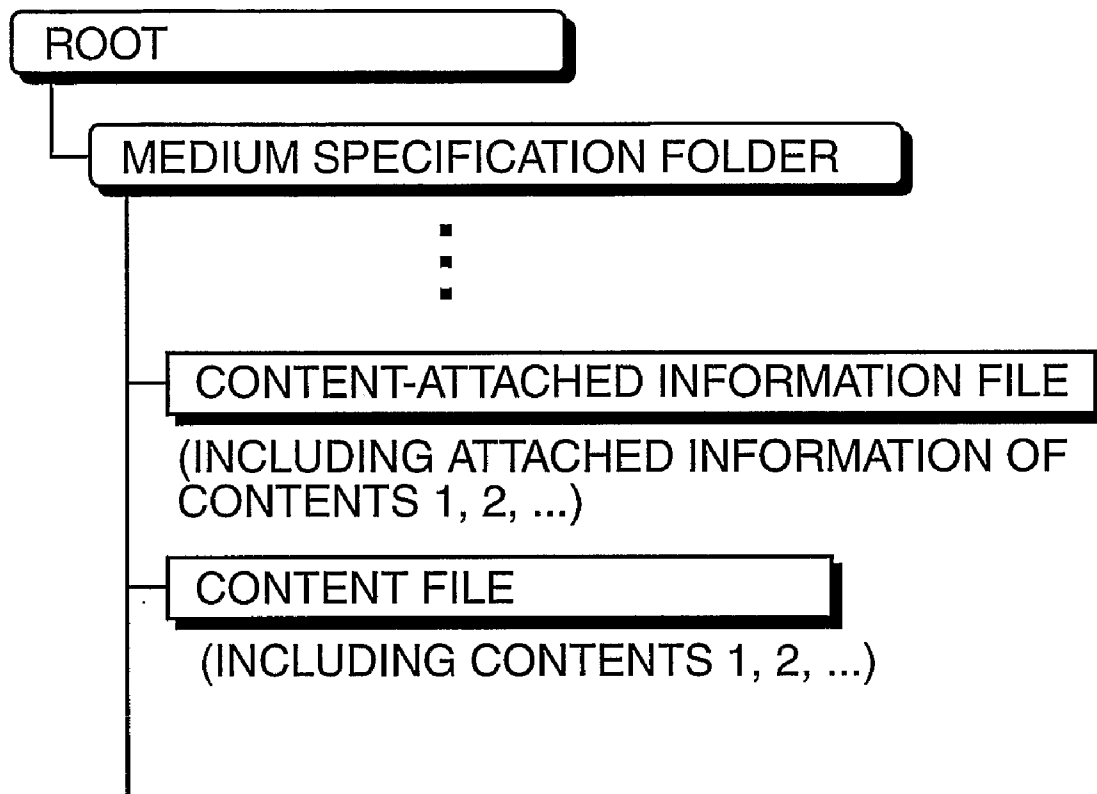 ROOT
MEDIUM SPECIFICATION FOLDER
CONTENT-ATTACHED INFORMATION FILE
(INCLUDING ATTACHED INFORMATION OF
CONTENTS 1, 2, ...)
CONTENT FILE
(INCLUDING CONTENTS 1, 2, ...)